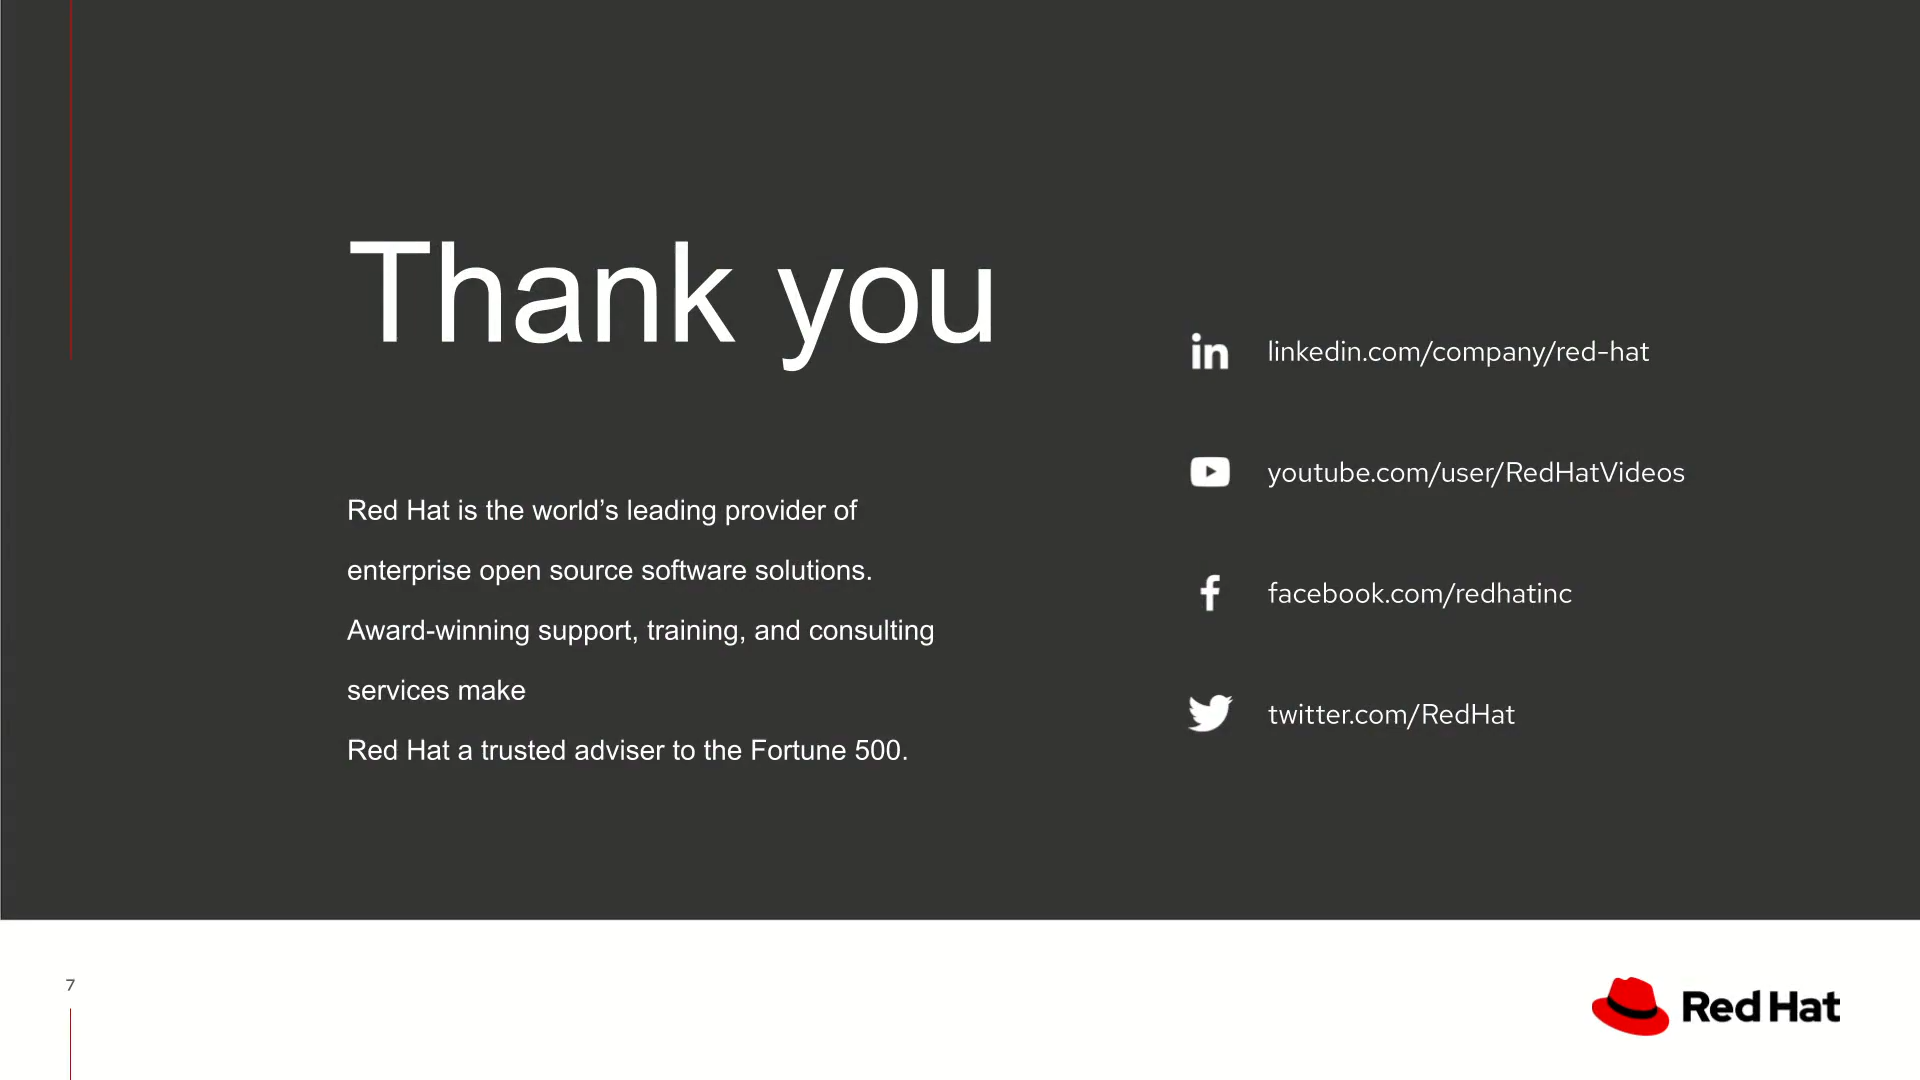 Thank you
Red Hat is the world’s leading provider of
enterprise open source software solutions.
Award-winning support, training, and consulting
services make
Red Hat a trusted adviser to the Fortune 500.
linkedin.com/company/red-hat
youtube.com/user/RedHatVideos
facebook.com/redhatinc
twitter.com/RedHat
7
Red Hat